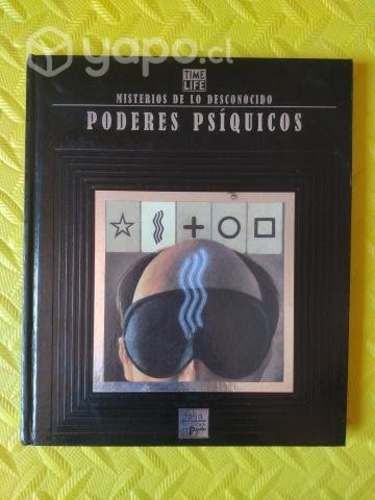 yapo.cl
TIME
LIFE
MISTERIOS DE LO DESCONOCIDO
PODERES PSÍQUICOS